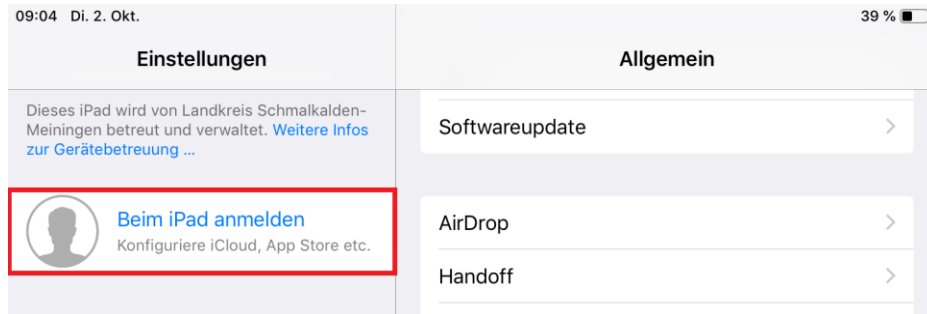 09:04 Di. 2. Okt.
39 %
Einstellungen
Allgemein
Dieses iPad wird von Landkreis Schmalkalden-
Meiningen betreut und verwaltet. Weitere Infos
zur Gerätebetreuung ...
Beim iPad anmelden
Konfiguriere iCloud, App Store etc.
Softwareupdate
AirDrop
Handoff